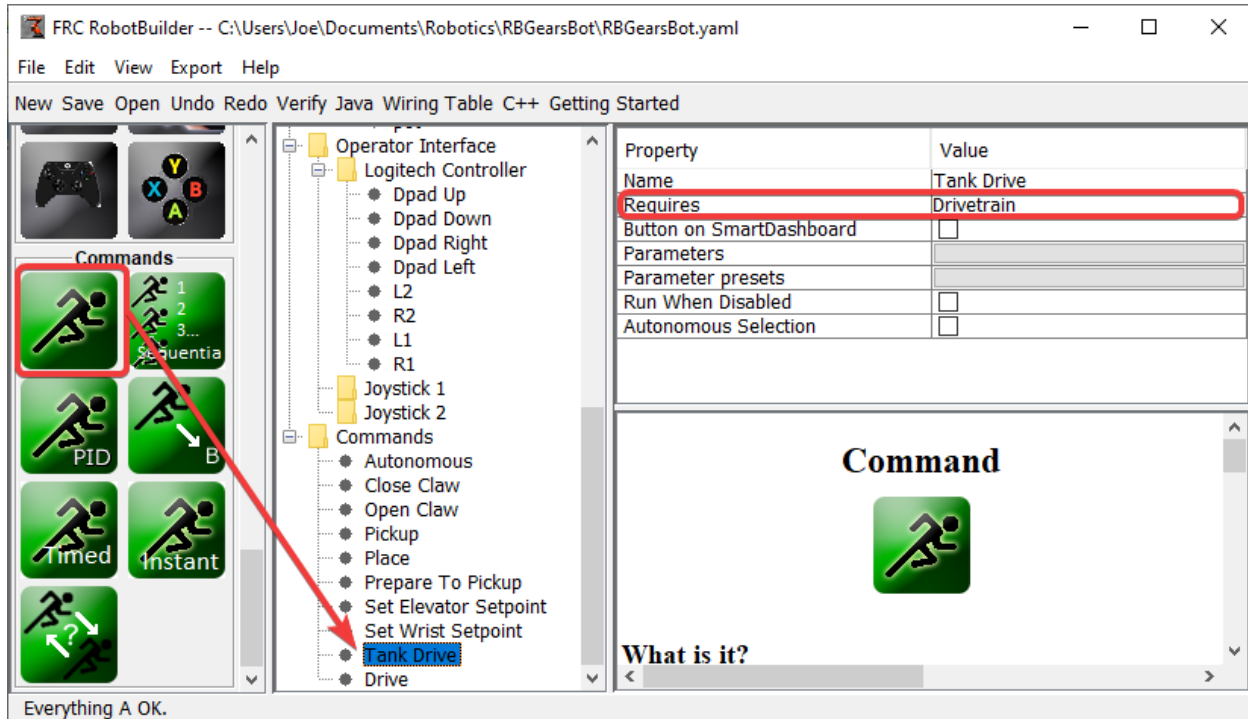 FRC RobotBuilder -- C:\Users\Joe\Documents\Robotics\RBGearsBot\RBGearsBot.yaml
File Edit View Export Help
New Save Open Undo Redo Verify Java Wiring Table C++ Getting Started
Y
X B
A
Commands
1
2
3...
Sequentia
PID
B
Timed
Instant
?
Operator Interface
Logitech Controller
Dpad Up
Dpad Down
Dpad Right
Dpad Left
L2
R2
L1
R1
Joystick 1
Joystick 2
Commands
Autonomous
Close Claw
Open Claw
Pickup
Place
Prepare To Pickup
Set Elevator Setpoint
Set Wrist Setpoint
Tank Drive
Drive
Property Value
Name Tank Drive
Requires Drivetrain
Button on SmartDashboard
Parameters
Parameter presets
Run When Disabled
Autonomous Selection
Command
What is it?
Everything A OK.